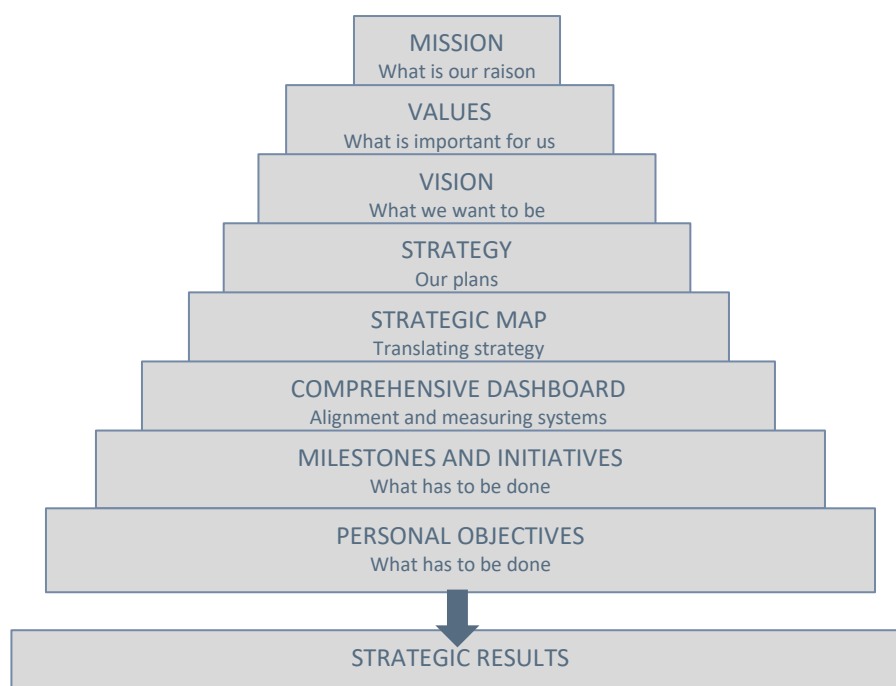 MISSION
What is our raison
VALUES
What is important for us
VISION
What we want to be
STRATEGY
Our plans
STRATEGIC MAP
Translating strategy
COMPREHENSIVE DASHBOARD
Alignment and measuring systems
MILESTONES AND INITIATIVES
What has to be done
PERSONAL OBJECTIVES
What has to be done
STRATEGIC RESULTS